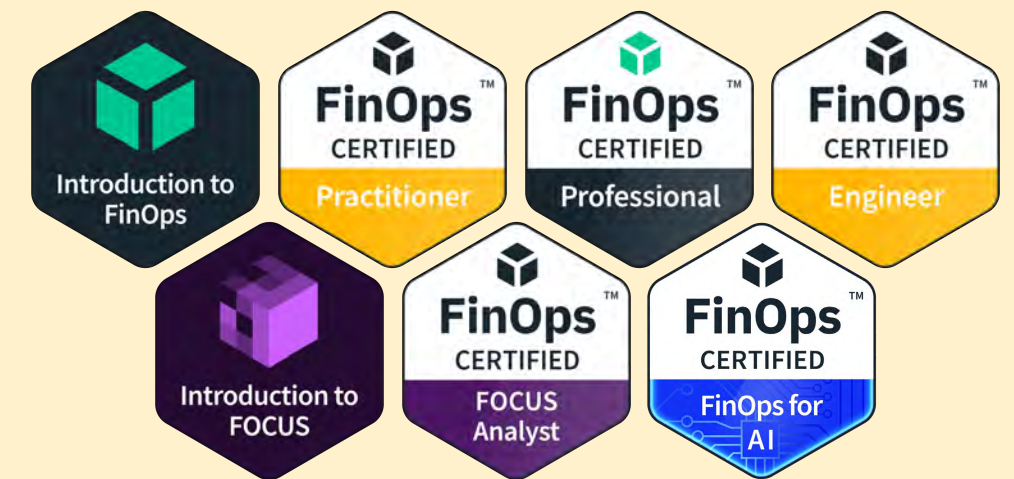 Introduction to
FinOps
FinOps™
CERTIFIED
Practitioner
FinOps™
CERTIFIED
Professional
FinOps™
CERTIFIED
Engineer
Introduction to
FOCUS
FinOps™
CERTIFIED
FOCUS
Analyst
FinOps™
CERTIFIED
FinOps for
AI